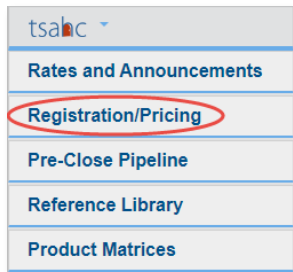 tsahc
Rates and Announcements
Registration/Pricing
Pre-Close Pipeline
Reference Library
Product Matrices